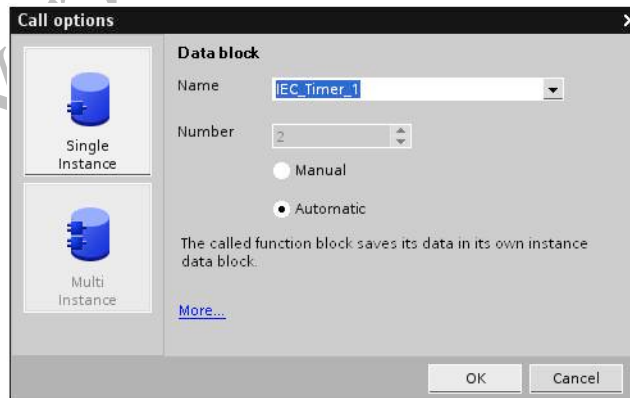 Call options
Single
Instance
Multi
Instance
Data block
Name
IEC_Timer_1
Number
2
Manual
Automatic
The called function block saves its data in its own instance
data block.
More...
OK
Cancel